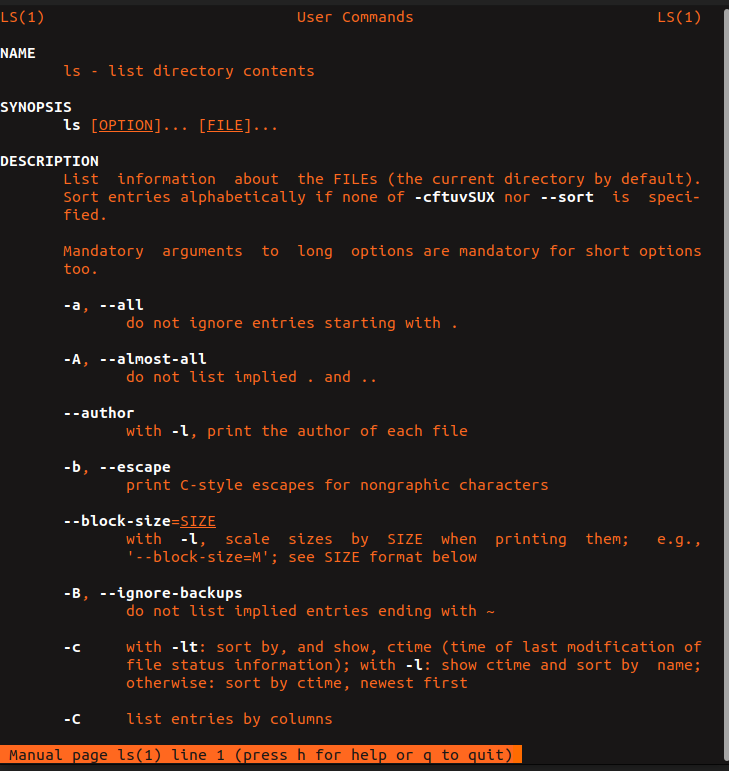 LS(1) User Commands LS(1)
NAME
ls - list directory contents
SYNOPSIS
ls [OPTION]... [FILE]...
DESCRIPTION
List information about the FILEs (the current directory by default).
Sort entries alphabetically if none of -cftuvSUX nor --sort is speci-
fied.
Mandatory arguments to long options are mandatory for short options
too.
-a, --all
do not ignore entries starting with .
-A, --almost-all
do not list implied . and ..
--author
with -l, print the author of each file
-b, --escape
print C-style escapes for nongraphic characters
--block-size=SIZE
with -l, scale sizes by SIZE when printing them; e.g.,
'--block-size=M'; see SIZE format below
-B, --ignore-backups
do not list implied entries ending with ~
-c with -lt: sort by, and show, ctime (time of last modification of
file status information); with -l: show ctime and sort by name;
otherwise: sort by ctime, newest first
-C list entries by columns
Manual page ls(1) line 1 (press h for help or q to quit)